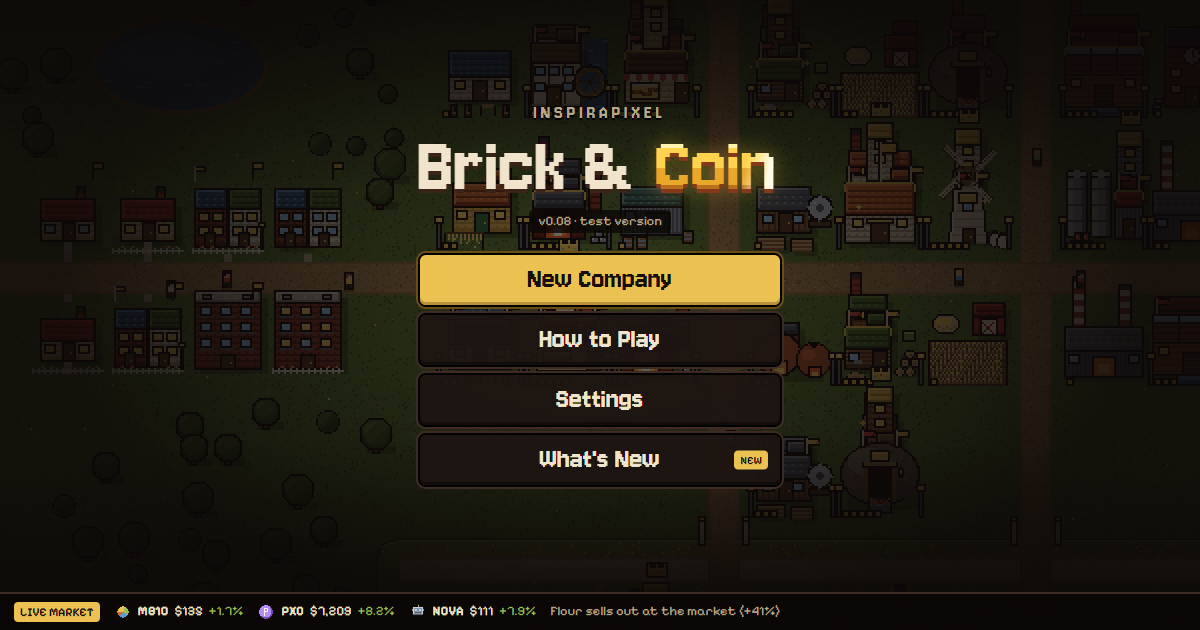 INSPIRAPIXEL
Brick & Coin
v0.08 · test version
New Company
How to Play
Settings
What's New NEW
LIVE MARKET M810 $138 +1.7% PXO $7,809 +8.8% NOVA $111 +7.9% Flour sells out at the market (+41%)